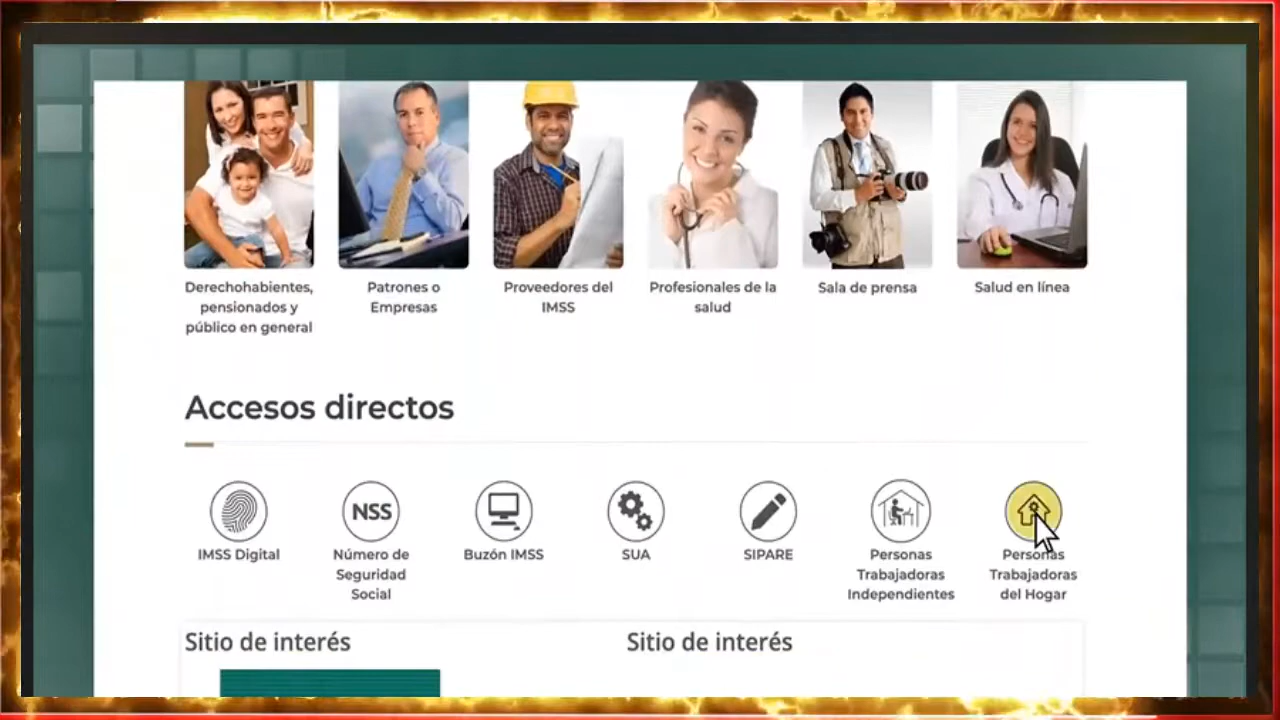 Derechohabientes,
pensionados y
público en general
Patrones o
Empresas
Proveedores del
IMSS
Profesionales de la
salud
Sala de prensa
Salud en línea
Accesos directos
IMSS Digital
NSS
Número de
Seguridad
Social
Buzón IMSS
SUA
SIPARE
Personas
Trabajadoras
Independientes
Personas
Trabajadoras
del Hogar
Sitio de interés
Sitio de interés